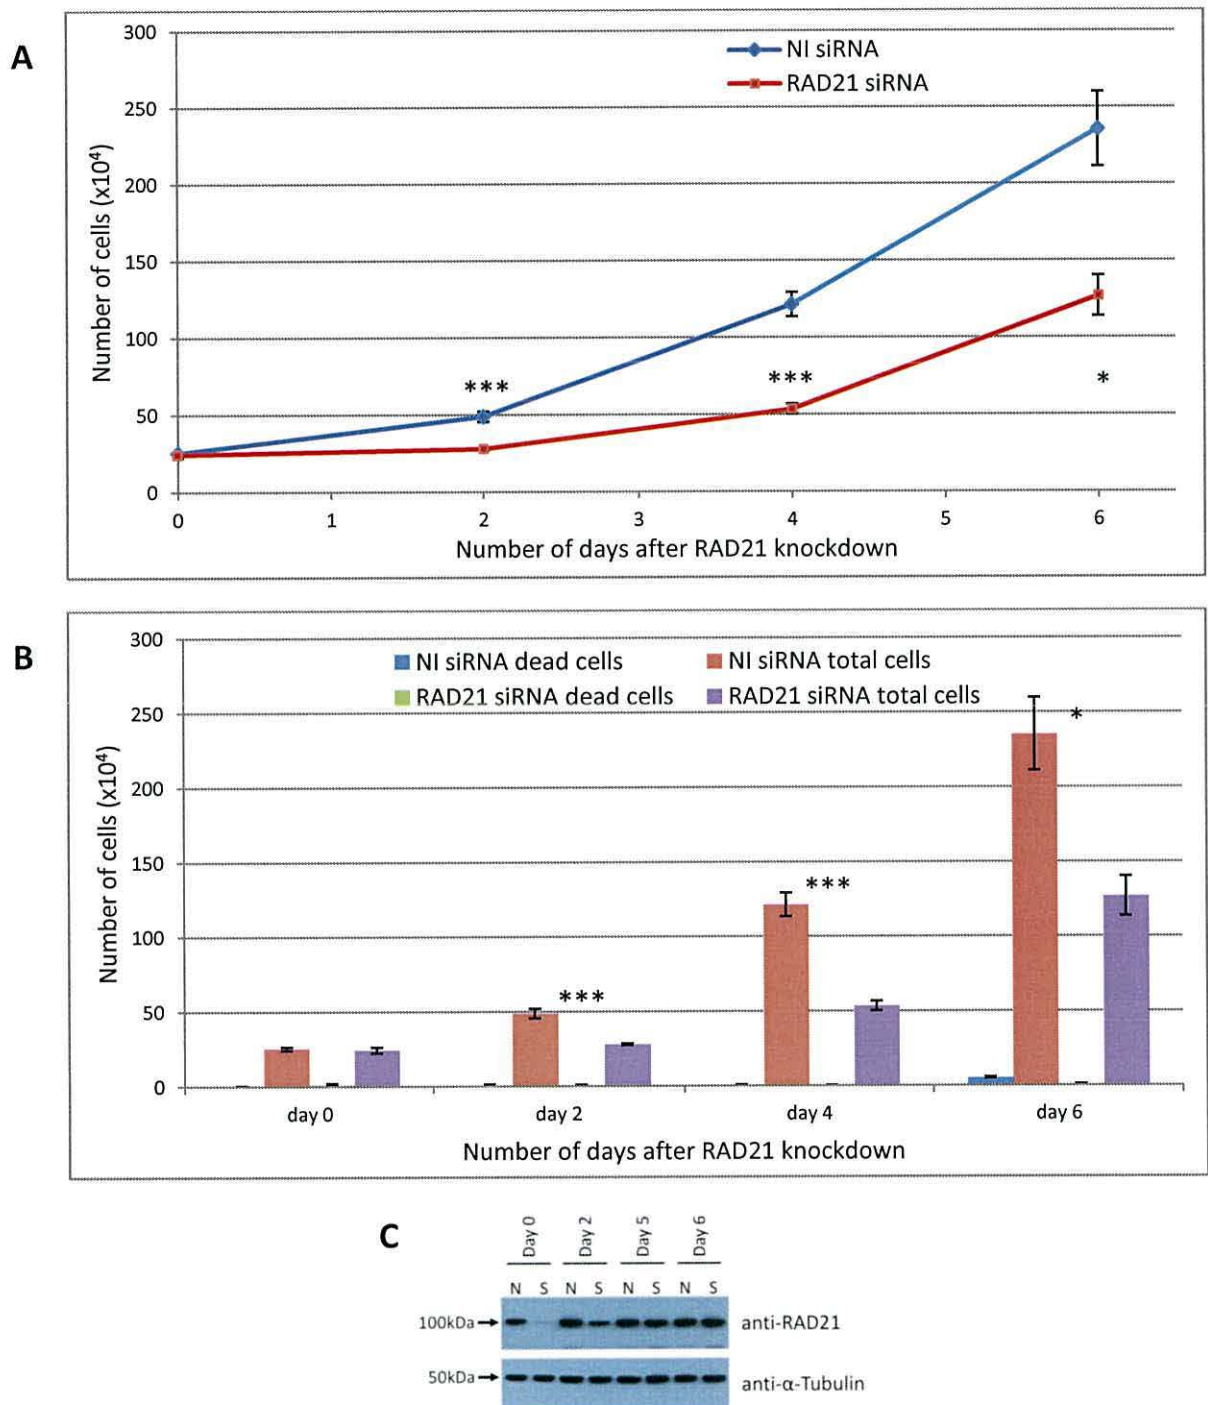 A
300
250
200
150
100
50
0
Number of cells (x10⁴)
NI siRNA
RAD21 siRNA
***
***
*
0 1 2 3 4 5 6
Number of days after RAD21 knockdown
B
300
250
200
150
100
50
0
Number of cells (x10⁴)
NI siRNA dead cells NI siRNA total cells
RAD21 siRNA dead cells RAD21 siRNA total cells
***
***
*
day 0 day 2 day 4 day 6
Number of days after RAD21 knockdown
C
Day 0 Day 2 Day 5 Day 6
N S N S N S N S
100kDa anti-RAD21
50kDa anti-α-Tubulin